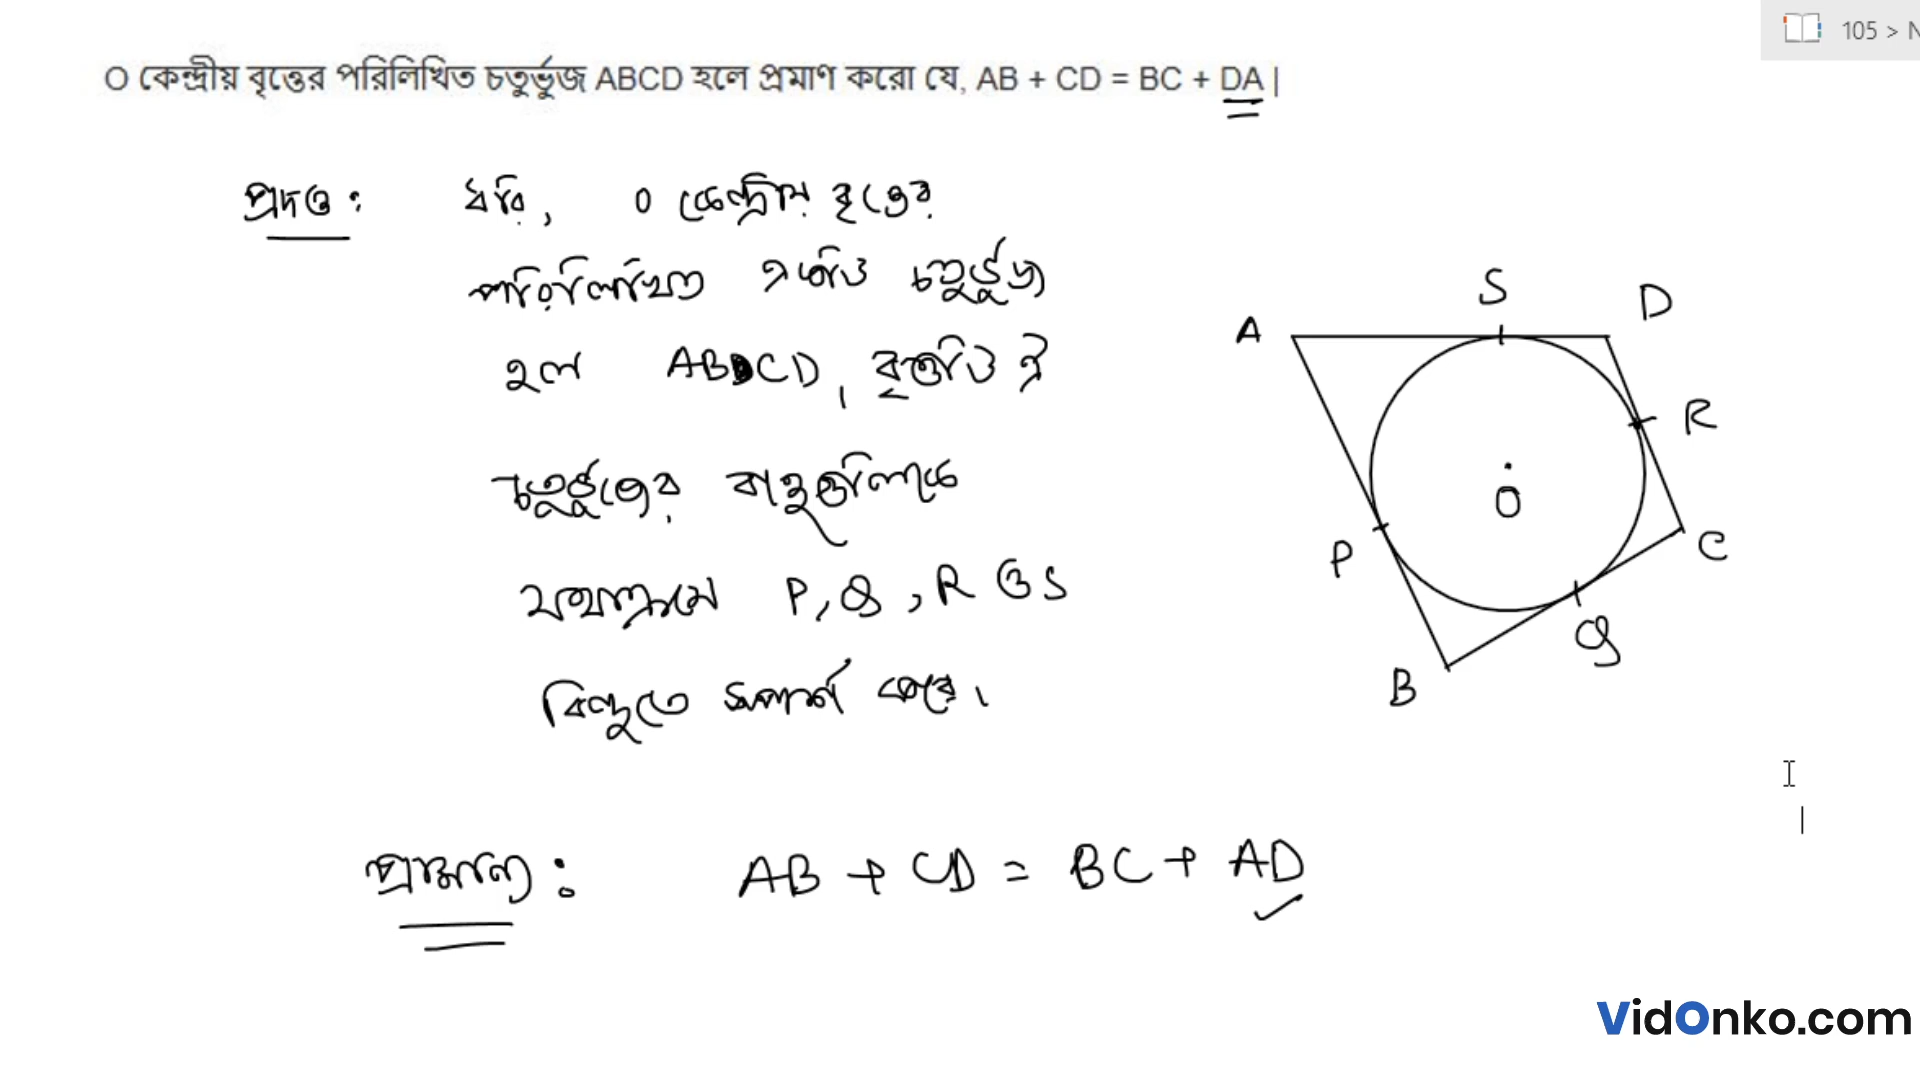 105 > N
O কেন্দ্রীয় বৃত্তের পরিলিখিত চতুর্ভুজ ABCD হলে প্রমাণ করো যে, AB + CD = BC + DA |
প্রদত্ত : ধরি, O কেন্দ্রীয় বৃত্তের
পরিলিখিত একটি চতুর্ভুজ
হল ABCD, বৃত্তটি ঐ
চতুর্ভুজের বাহুগুলিকে
যথাক্রমে P, Q, R ও S
বিন্দুতে স্পর্শ করে।
A
S
D
R
O
P
C
Q
B
প্রামাণ্য : AB + CD = BC + AD
VidOnko.com